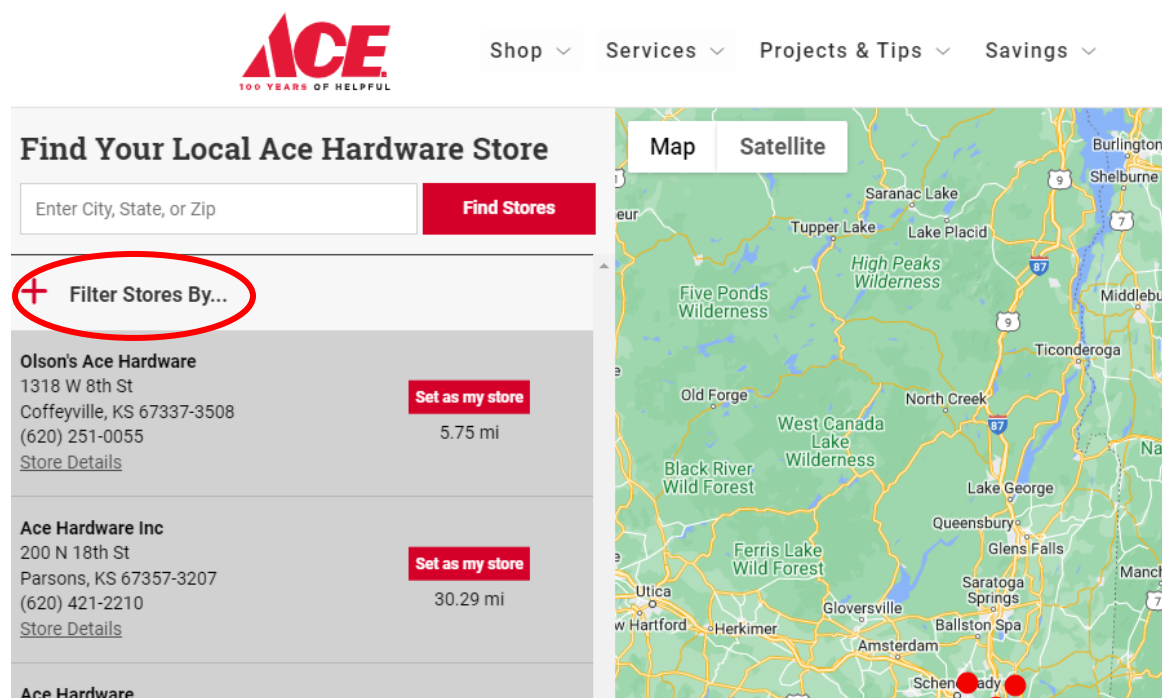 ACE
100 YEARS OF HELPFUL
Shop
Services
Projects & Tips
Savings
Find Your Local Ace Hardware Store
Enter City, State, or Zip
Find Stores
Filter Stores By...
Olson's Ace Hardware
1318 W 8th St
Coffeyville, KS 67337-3508
(620) 251-0055
Store Details
Set as my store
5.75 mi
Ace Hardware Inc
200 N 18th St
Parsons, KS 67357-3207
(620) 421-2210
Store Details
Set as my store
30.29 mi
Ace Hardware
Map
Satellite
Burlington
9
Shelburne
Saranac Lake
7
Tupper Lake
Lake Placid
High Peaks
Wilderness
87
Five Ponds
Wilderness
Middlebu
9
Ticonderoga
Old Forge
North Creek
87
West Canada
Lake
Wilderness
Black River
Wild Forest
Lake George
Queensbury
Glens Falls
Ferris Lake
Wild Forest
Manch
Saratoga
Springs
Utica
7
Gloversville
w Hartford
Herkimer
Ballston Spa
Amsterdam